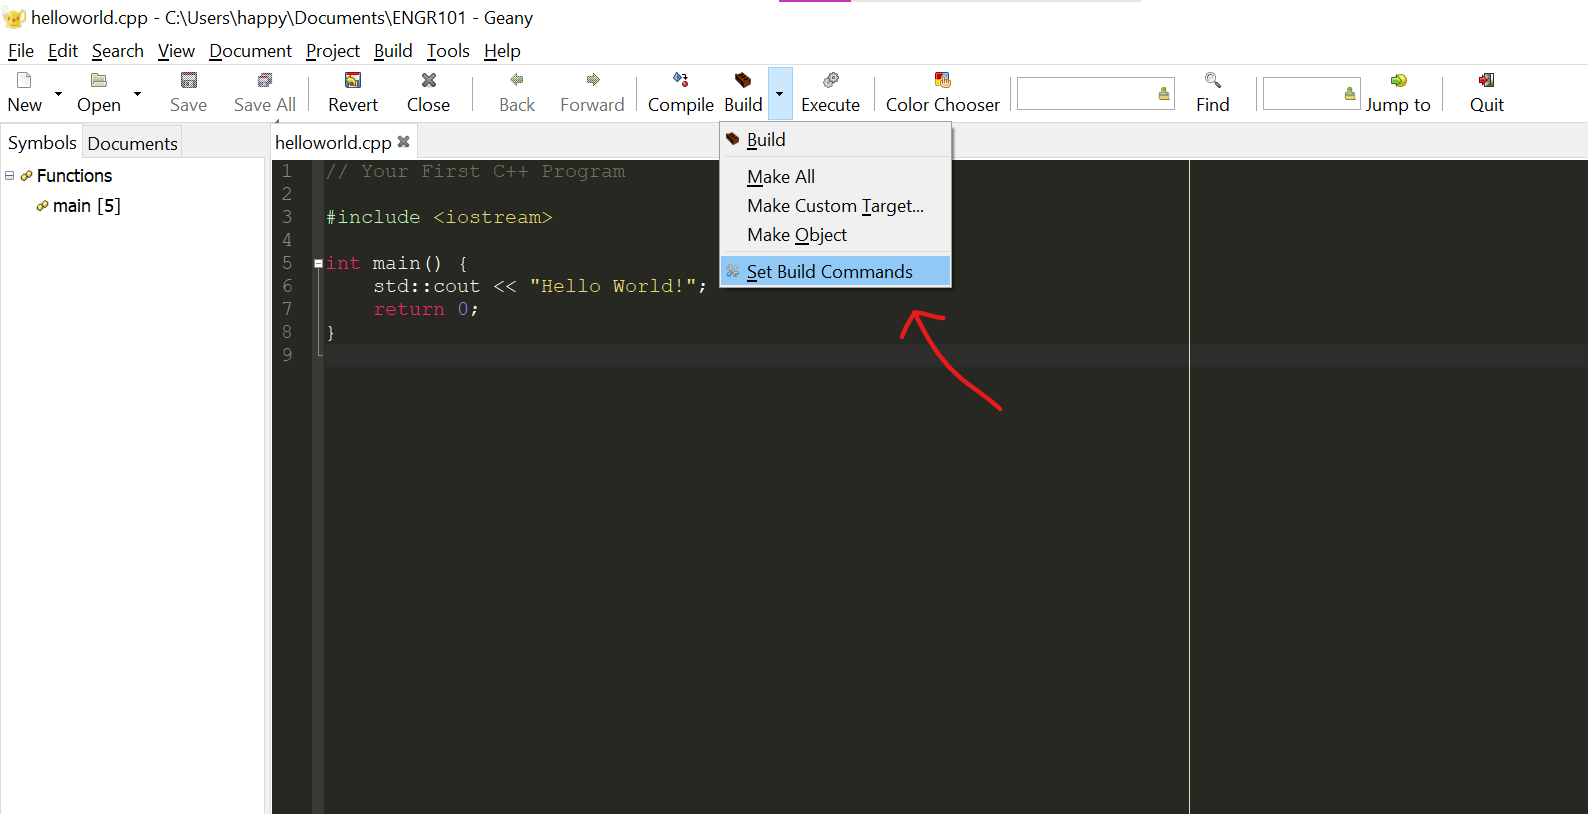 helloworld.cpp - C:\Users\happy\Documents\ENGR101 - Geany
File Edit Search View Document Project Build Tools Help
New Open Save Save All Revert Close Back Forward Compile Build Execute Color Chooser Find Jump to Quit
Symbols Documents
helloworld.cpp
Functions
main [5]
1 // Your First C++ Program
2
3 #include <iostream>
4
5 int main() {
6 std::cout << "Hello World!";
7 return 0;
8 }
9
Build
Make All
Make Custom Target...
Make Object
Set Build Commands